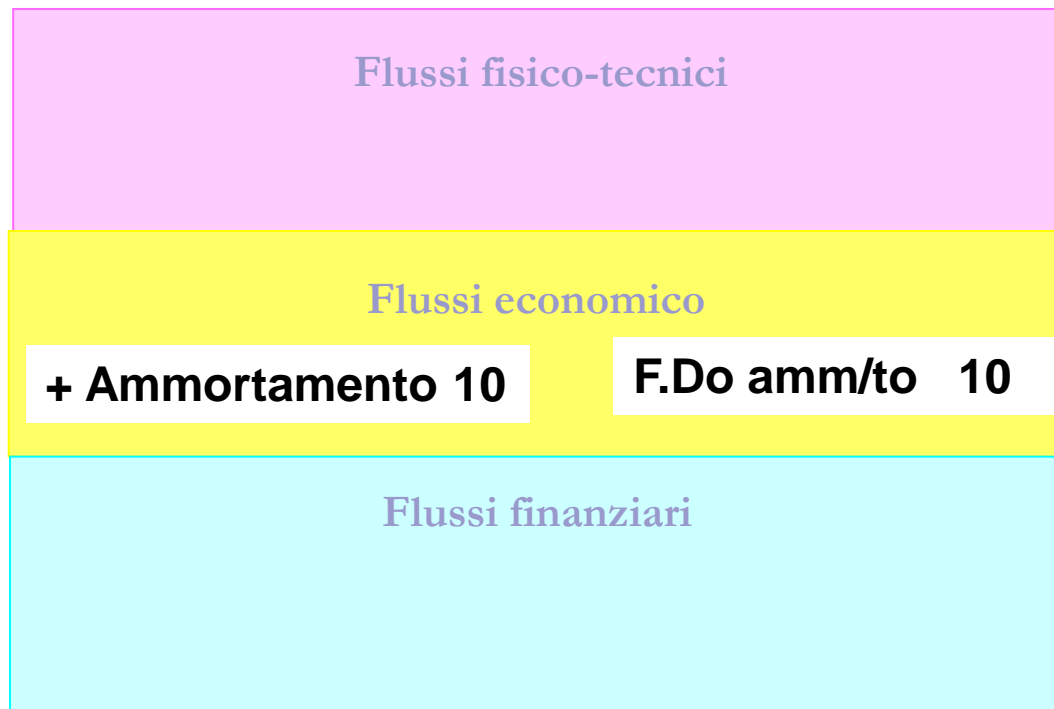 Flussi fisico-tecnici
Flussi economico
+ Ammortamento 10
F.Do amm/to 10
Flussi finanziari